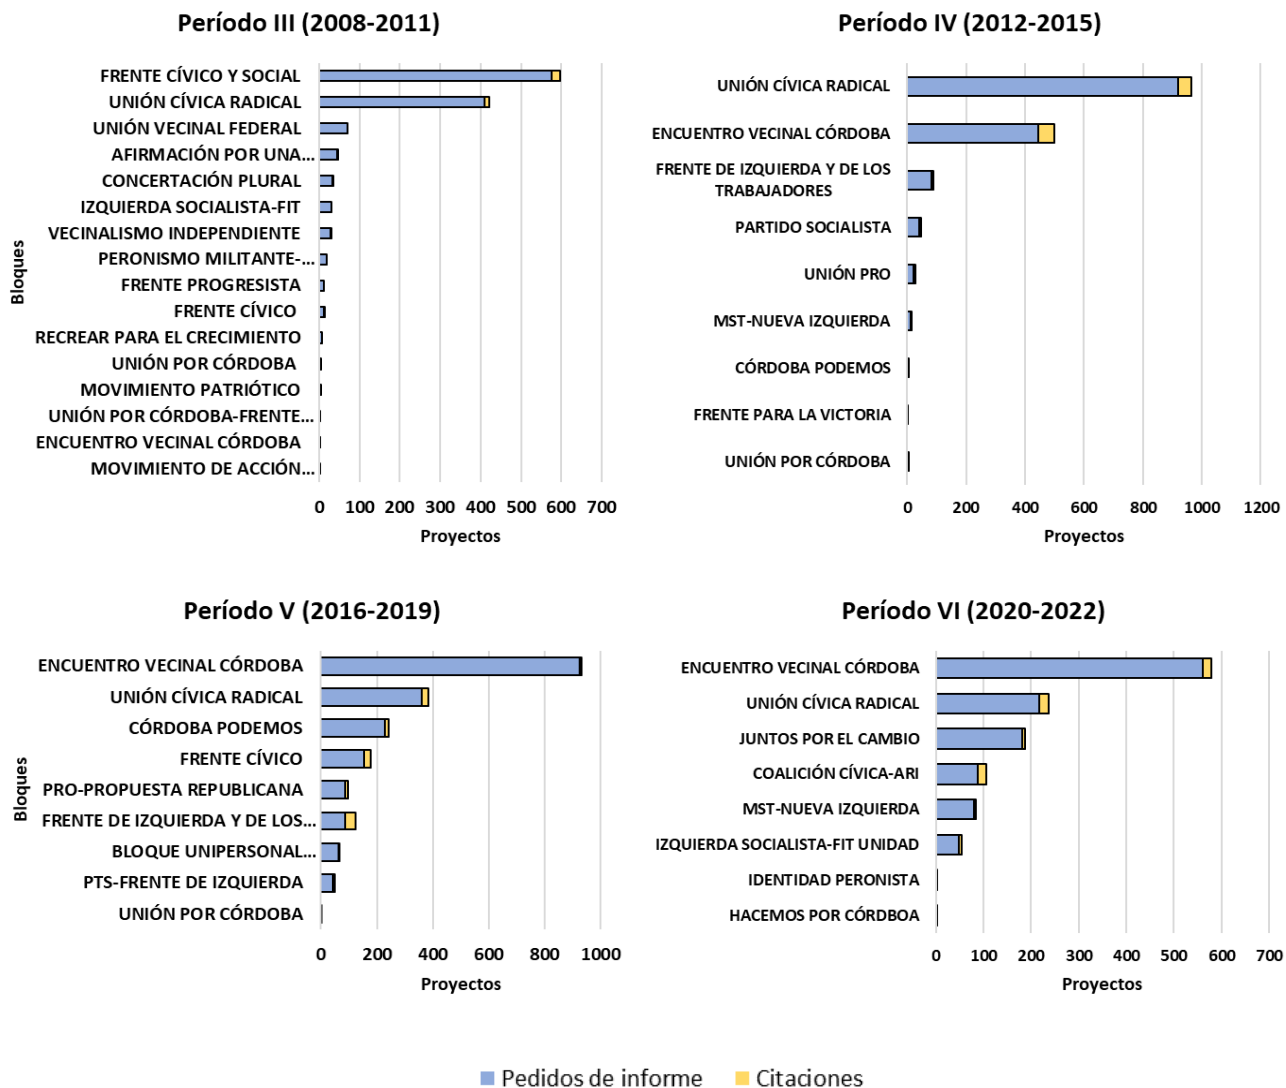 Período III (2008-2011)
Bloques
FRENTE CÍVICO Y SOCIAL
UNIÓN CÍVICA RADICAL
UNIÓN VECINAL FEDERAL
AFIRMACIÓN POR UNA...
CONCERTACIÓN PLURAL
IZQUIERDA SOCIALISTA-FIT
VECINALISMO INDEPENDIENTE
PERONISMO MILITANTE-...
FRENTE PROGRESISTA
FRENTE CÍVICO
RECREAR PARA EL CRECIMIENTO
UNIÓN POR CÓRDOBA
MOVIMIENTO PATRIÓTICO
UNIÓN POR CÓRDOBA-FRENTE...
ENCUENTRO VECINAL CÓRDOBA
MOVIMIENTO DE ACCIÓN...
0 100 200 300 400 500 600 700
Proyectos
Período IV (2012-2015)
UNIÓN CÍVICA RADICAL
ENCUENTRO VECINAL CÓRDOBA
FRENTE DE IZQUIERDA Y DE LOS
TRABAJADORES
PARTIDO SOCIALISTA
UNIÓN PRO
MST-NUEVA IZQUIERDA
CÓRDOBA PODEMOS
FRENTE PARA LA VICTORIA
UNIÓN POR CÓRDOBA
0 200 400 600 800 1000 1200
Proyectos
Período V (2016-2019)
Bloques
ENCUENTRO VECINAL CÓRDOBA
UNIÓN CÍVICA RADICAL
CÓRDOBA PODEMOS
FRENTE CÍVICO
PRO-PROPUESTA REPUBLICANA
FRENTE DE IZQUIERDA Y DE LOS...
BLOQUE UNIPERSONAL...
PTS-FRENTE DE IZQUIERDA
UNIÓN POR CÓRDOBA
0 200 400 600 800 1000
Proyectos
Período VI (2020-2022)
ENCUENTRO VECINAL CÓRDOBA
UNIÓN CÍVICA RADICAL
JUNTOS POR EL CAMBIO
COALICIÓN CÍVICA-ARI
MST-NUEVA IZQUIERDA
IZQUIERDA SOCIALISTA-FIT UNIDAD
IDENTIDAD PERONISTA
HACEMOS POR CÓRDBOA
0 100 200 300 400 500 600 700
Proyectos
Pedidos de informe Citaciones